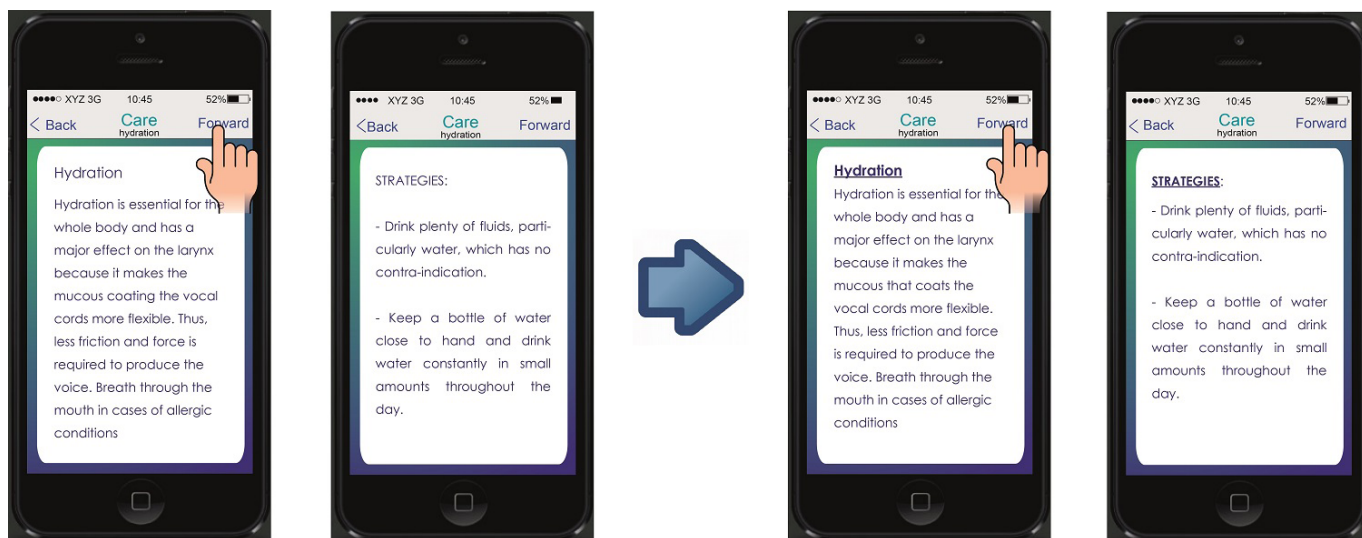 ●●●●○ XYZ 3G 10:45 52%
< Back Care Forward
hydration
Hydration
Hydration is essential for the
whole body and has a
major effect on the larynx
because it makes the
mucous coating the vocal
cords more flexible. Thus,
less friction and force is
required to produce the
voice. Breath through the
mouth in cases of allergic
conditions
●●●● XYZ 3G 10:45 52%
<Back Care Forward
hydration
STRATEGIES:
- Drink plenty of fluids, parti-
cularly water, which has no
contra-indication.
- Keep a bottle of water
close to hand and drink
water constantly in small
amounts throughout the
day.
●●●●○ XYZ 3G 10:45 52%
< Back Care Forward
hydration
Hydration
Hydration is essential for the
whole body and has a
major effect on the larynx
because it makes the
mucous that coats the
vocal cords more flexible.
Thus, less friction and force
is required to produce the
voice. Breath through the
mouth in cases of allergic
conditions
●●●●○ XYZ 3G 10:45 52%
< Back Care Forward
hydration
STRATEGIES:
- Drink plenty of fluids, parti-
cularly water, which has no
contra-indication.
- Keep a bottle of water
close to hand and drink
water constantly in small
amounts throughout the
day.